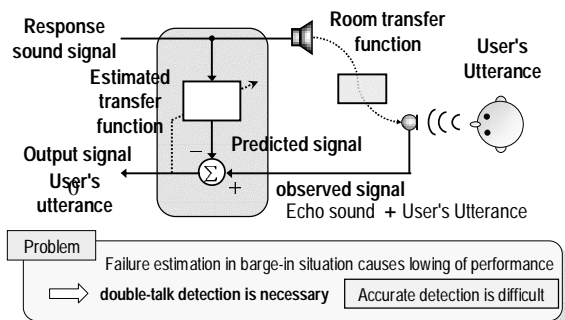 Response
sound signal
Room transfer
function
User's
Utterance
Estimated
transfer
function
Predicted signal
−
Σ
+
Output signal
User's
utterance
0
observed signal
Echo sound + User's Utterance
Problem
Failure estimation in barge-in situation causes lowing of performance
double-talk detection is necessary
Accurate detection is difficult